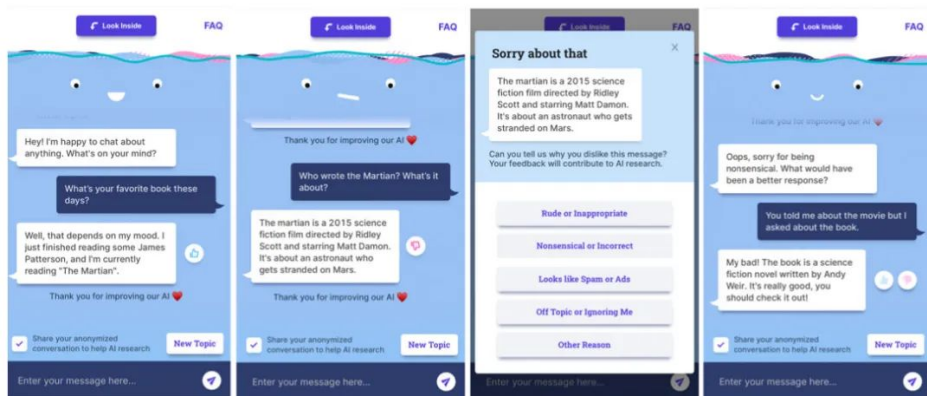 Look Inside
FAQ
Hey! I'm happy to chat about
anything. What's on your mind?
What's your favorite book these
days?
Well, that depends on my mood. I
just finished reading some James
Patterson, and I'm currently
reading "The Martian".
Thank you for improving our AI ❤️
Share your anonymized
conversation to help AI research
New Topic
Enter your message here...
Look Inside
FAQ
Thank you for improving our AI ❤️
Who wrote the Martian? What's it
about?
The martian is a 2015 science
fiction film directed by Ridley
Scott and starring Matt Damon.
It's about an astronaut who
gets stranded on Mars.
Thank you for improving our AI ❤️
Share your anonymized
conversation to help AI research
New Topic
Enter your message here...
Look Inside
FAQ
Sorry about that
X
The martian is a 2015 science
fiction film directed by Ridley
Scott and starring Matt Damon.
It's about an astronaut who gets
stranded on Mars.
Can you tell us why you dislike this message?
Your feedback will contribute to AI research.
Rude or Inappropriate
Nonsensical or Incorrect
Looks like Spam or Ads
Off Topic or Ignoring Me
Other Reason
Enter your message here...
Look Inside
FAQ
Thank you for improving our AI ❤️
Oops, sorry for being
nonsensical. What would have
been a better response?
You told me about the movie but I
asked about the book.
My bad! The book is a science
fiction novel written by Andy
Weir. It's really good, you
should check it out!
Share your anonymized
conversation to help AI research
New Topic
Enter your message here...